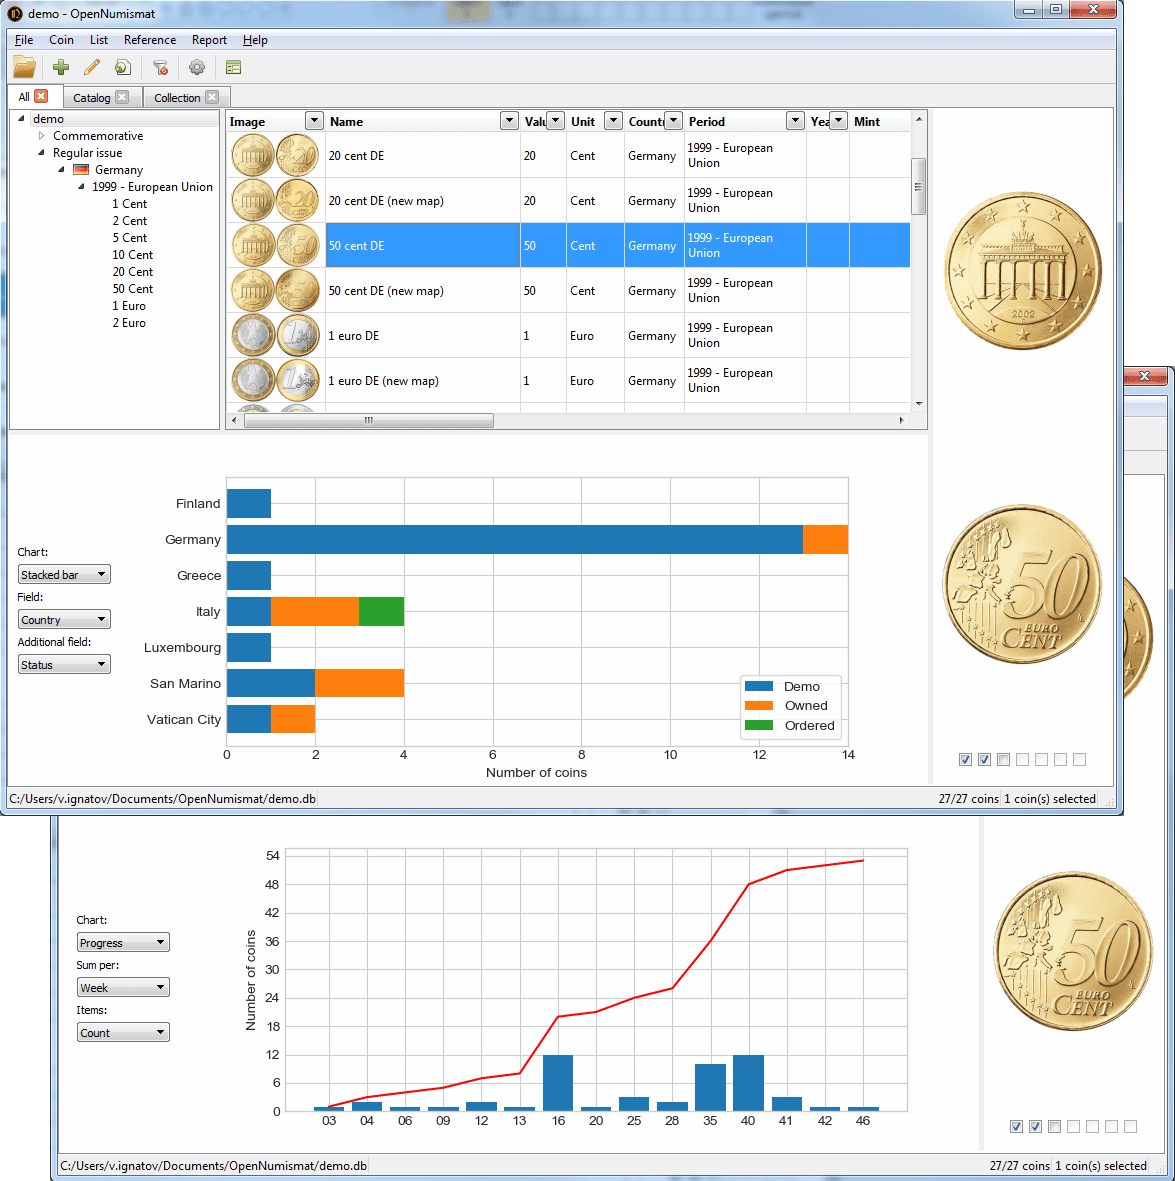 demo - OpenNumismat
File Coin List Reference Report Help
All Catalog Collection
demo
Commemorative
Regular issue
Germany
1999 - European Union
1 Cent
2 Cent
5 Cent
10 Cent
20 Cent
50 Cent
1 Euro
2 Euro
Image Name Valu Unit Count Period Yea Mint
20 cent DE 20 Cent Germany 1999 - European
Union
20 cent DE (new map) 20 Cent Germany 1999 - European
Union
50 cent DE 50 Cent Germany 1999 - European
Union
50 cent DE (new map) 50 Cent Germany 1999 - European
Union
1 euro DE 1 Euro Germany 1999 - European
Union
1 euro DE (new map) 1 Euro Germany 1999 - European
Union
2002
50
EURO
CENT
Chart:
Stacked bar
Field:
Country
Additional field:
Status
Finland
Germany
Greece
Italy
Luxembourg
San Marino
Vatican City
0 2 4 6 8 10 12 14
Number of coins
Demo
Owned
Ordered
C:/Users/v.ignatov/Documents/OpenNumismat/demo.db 27/27 coins 1 coin(s) selected
Chart:
Progress
Sum per:
Week
Items:
Count
Number of coins
54
48
42
36
30
24
18
12
6
0
03 04 06 09 12 13 16 20 25 28 35 40 41 42 46
50
EURO
CENT
C:/Users/v.ignatov/Documents/OpenNumismat/demo.db 27/27 coins 1 coin(s) selected